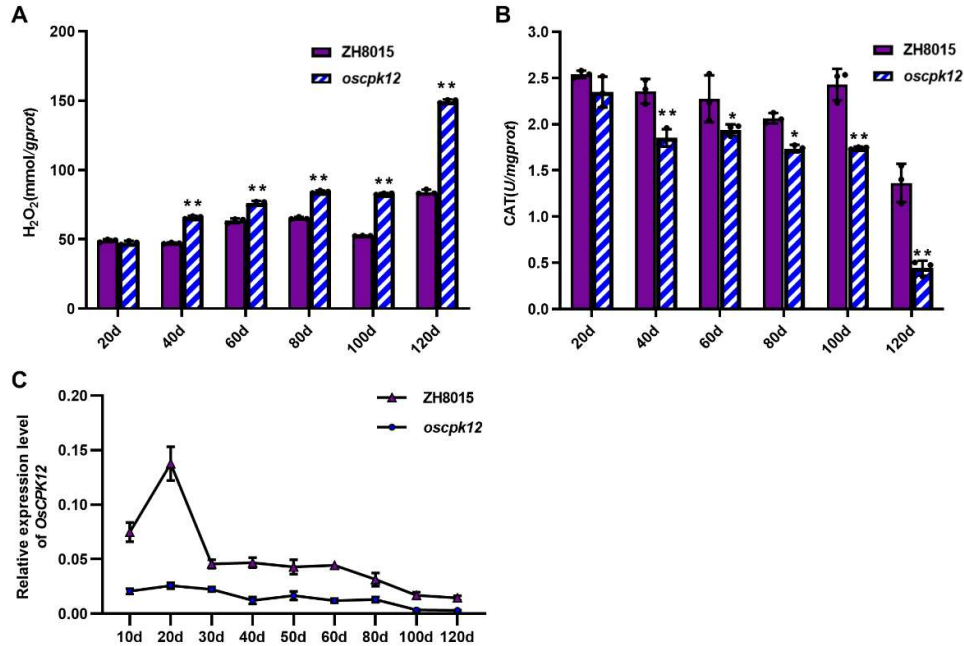 A
H₂O₂(mmol/gprot)
200
150
100
50
0
ZH8015
oscpk12
**
**
**
**
**
20d
40d
60d
80d
100d
120d
B
CAT(U/mgprot)
3.0
2.5
2.0
1.5
1.0
0.5
0.0
ZH8015
oscpk12
**
*
*
**
**
20d
40d
60d
80d
100d
120d
C
Relative expression level
of OsCPK12
0.20
0.15
0.10
0.05
0.00
ZH8015
oscpk12
10d
20d
30d
40d
50d
60d
80d
100d
120d